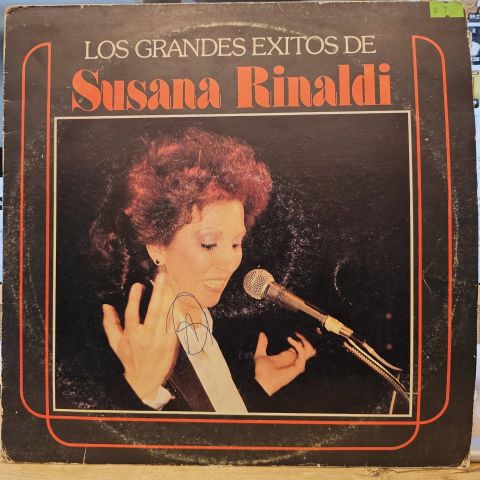 LOS GRANDES EXITOS DE
Susana Rinaldi